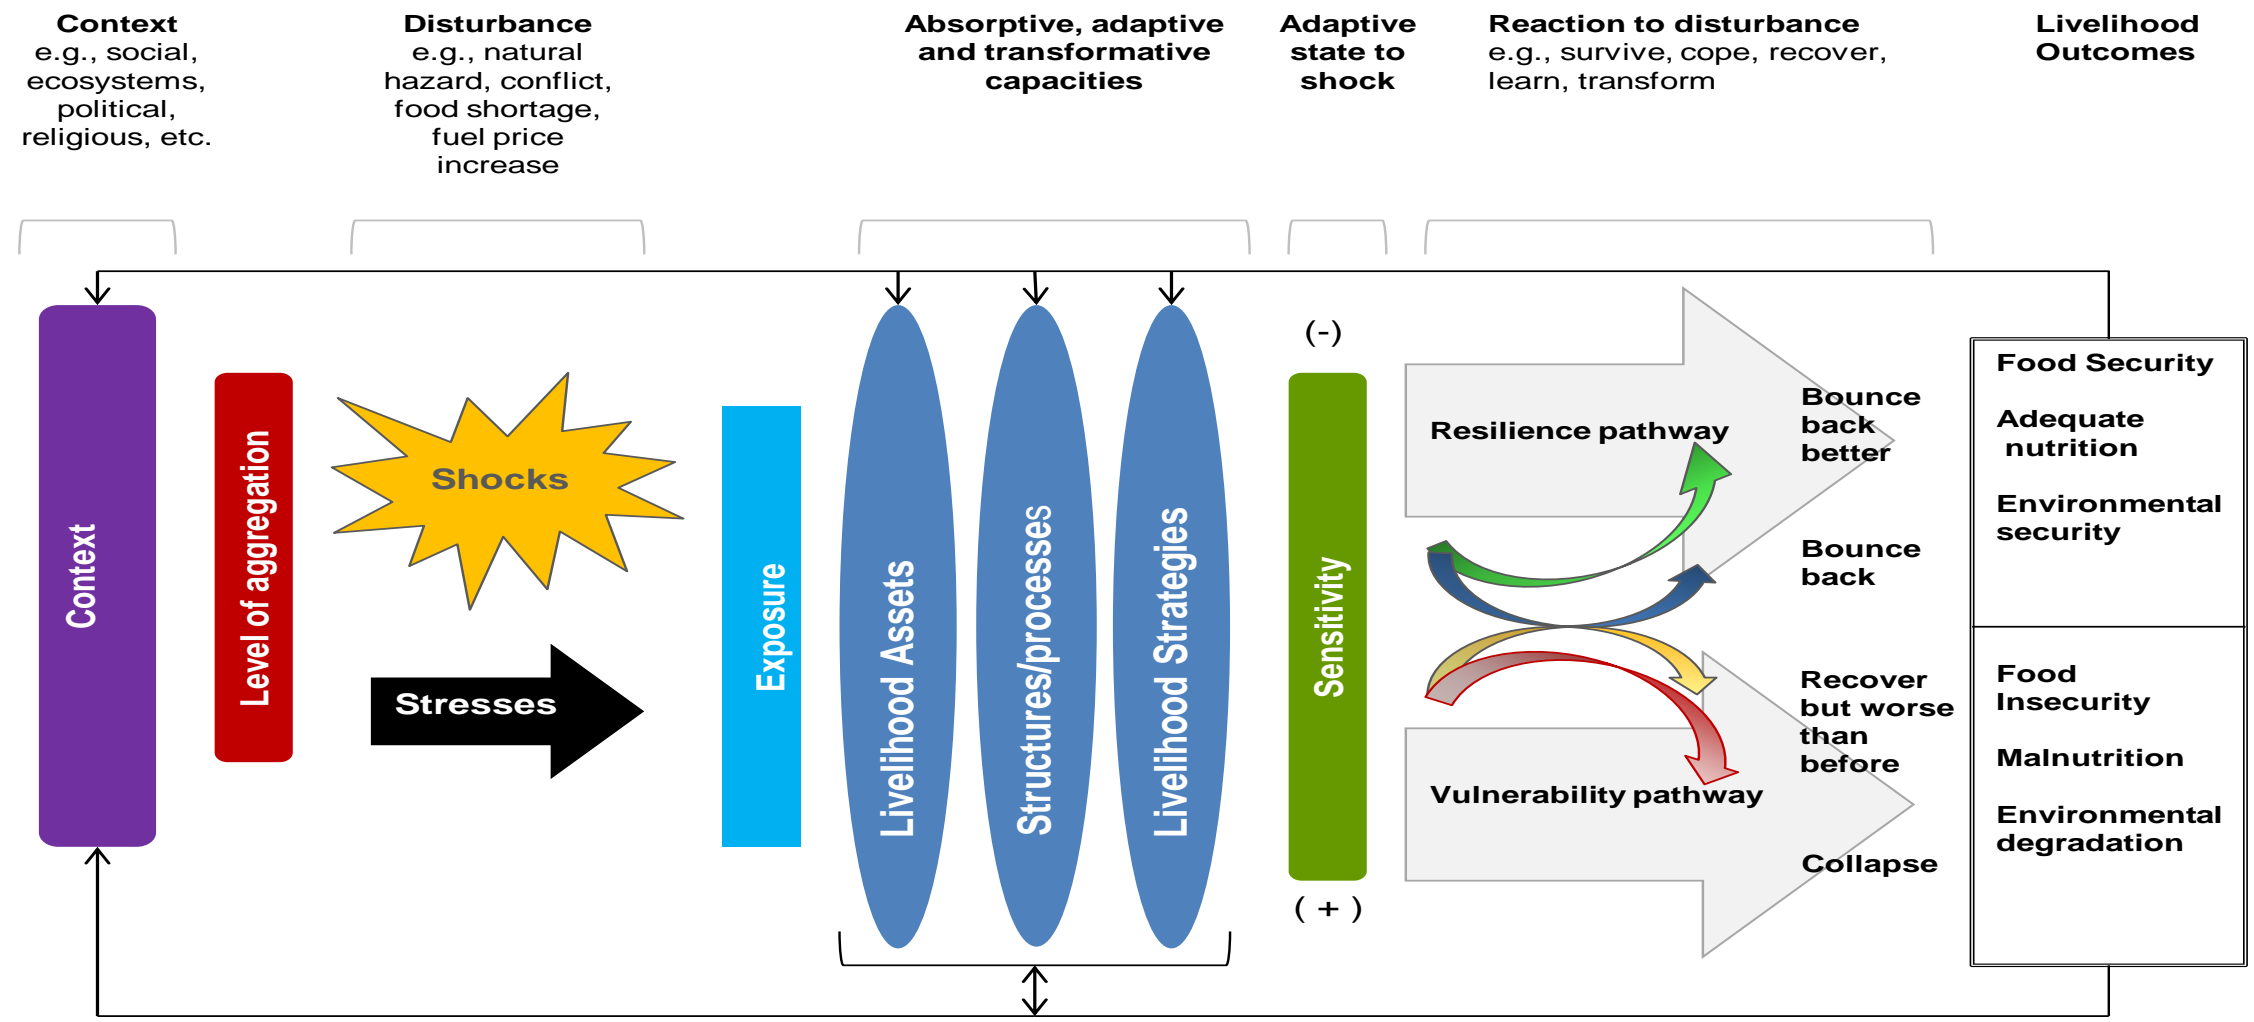 Context
e.g., social,
ecosystems,
political,
religious, etc.
Disturbance
e.g., natural
hazard, conflict,
food shortage,
fuel price
increase
Absorptive, adaptive
and transformative
capacities
Adaptive
state to
shock
Reaction to disturbance
e.g., survive, cope, recover,
learn, transform
Livelihood
Outcomes
Context
Level of aggregation
Shocks
Stresses
Exposure
Livelihood Assets
Structures/processes
Livelihood Strategies
(-)
Sensitivity
( + )
Resilience pathway
Bounce
back
better
Bounce
back
Vulnerability pathway
Recover
but worse
than
before
Collapse
Food Security
Adequate
nutrition
Environmental
security
Food
Insecurity
Malnutrition
Environmental
degradation